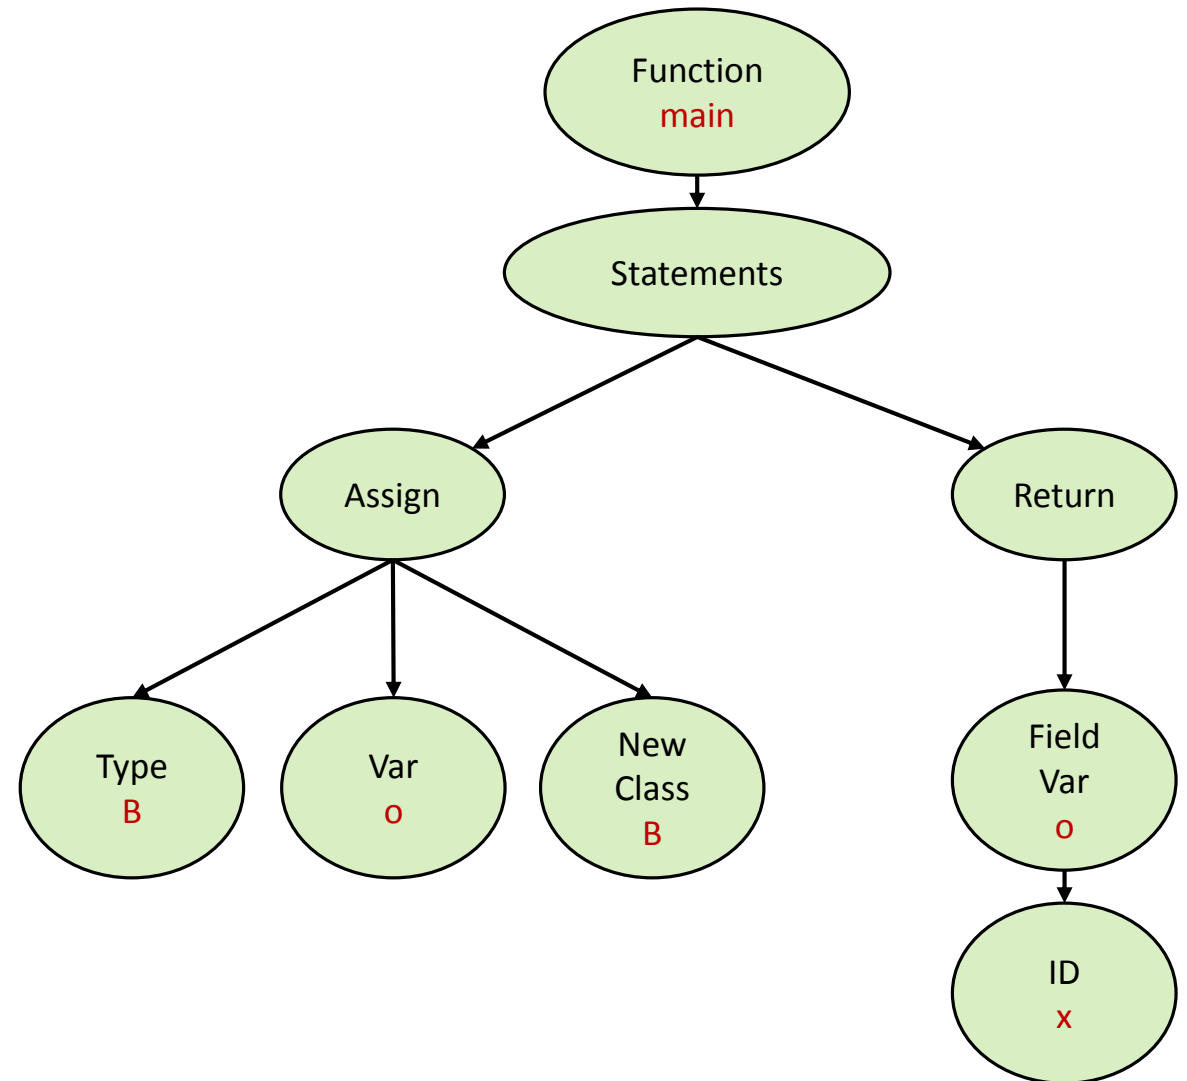 Function
main
Statements
Assign
Return
Type
B
Var
o
New
Class
B
Field
Var
o
ID
x